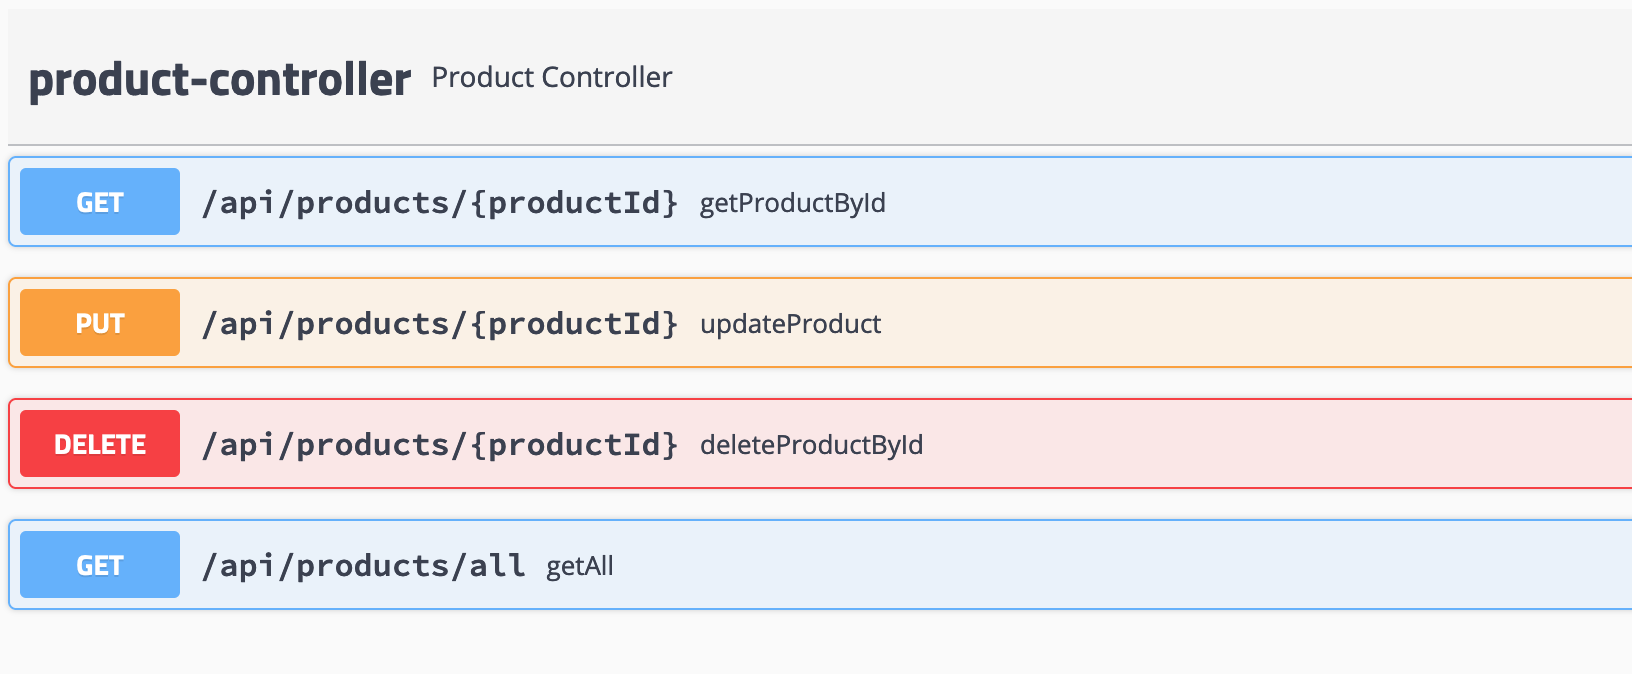 product-controller Product Controller
GET /api/products/{productId} getProductById
PUT /api/products/{productId} updateProduct
DELETE /api/products/{productId} deleteProductById
GET /api/products/all getAll